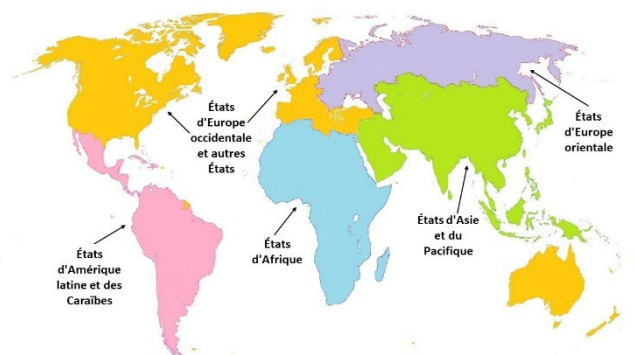 États
d'Europe
occidentale
et autres
États
États
d'Europe
orientale
États d'Asie
et du
Pacifique
États
d'Afrique
États
d'Amérique
latine et des
Caraïbes